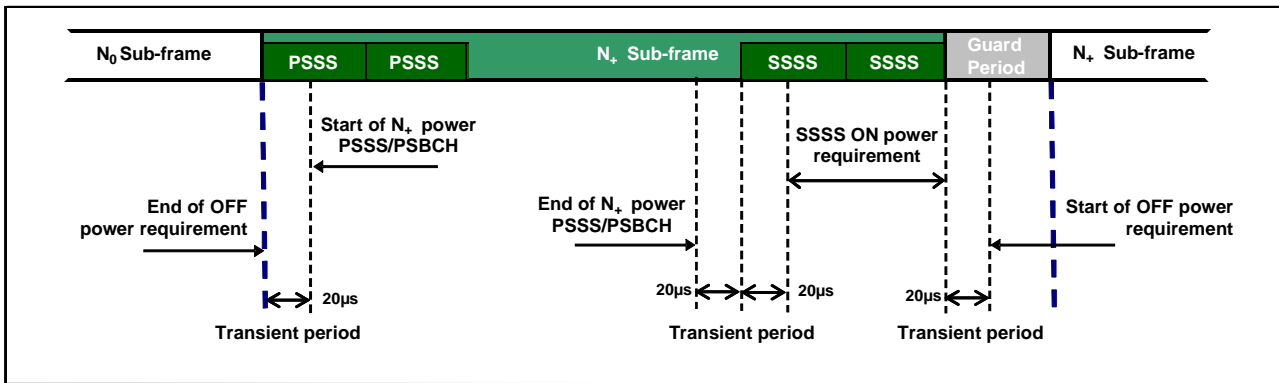 N₀ Sub-frame
PSSS
PSSS
N₊ Sub-frame
SSSS
SSSS
Guard
Period
N₊ Sub-frame
Start of N₊ power
PSSS/PSBCH
SSSS ON power
requirement
End of OFF
power requirement
End of N₊ power
PSSS/PSBCH
Start of OFF power
requirement
20µs
20µs
20µs
20µs
Transient period
Transient period
Transient period